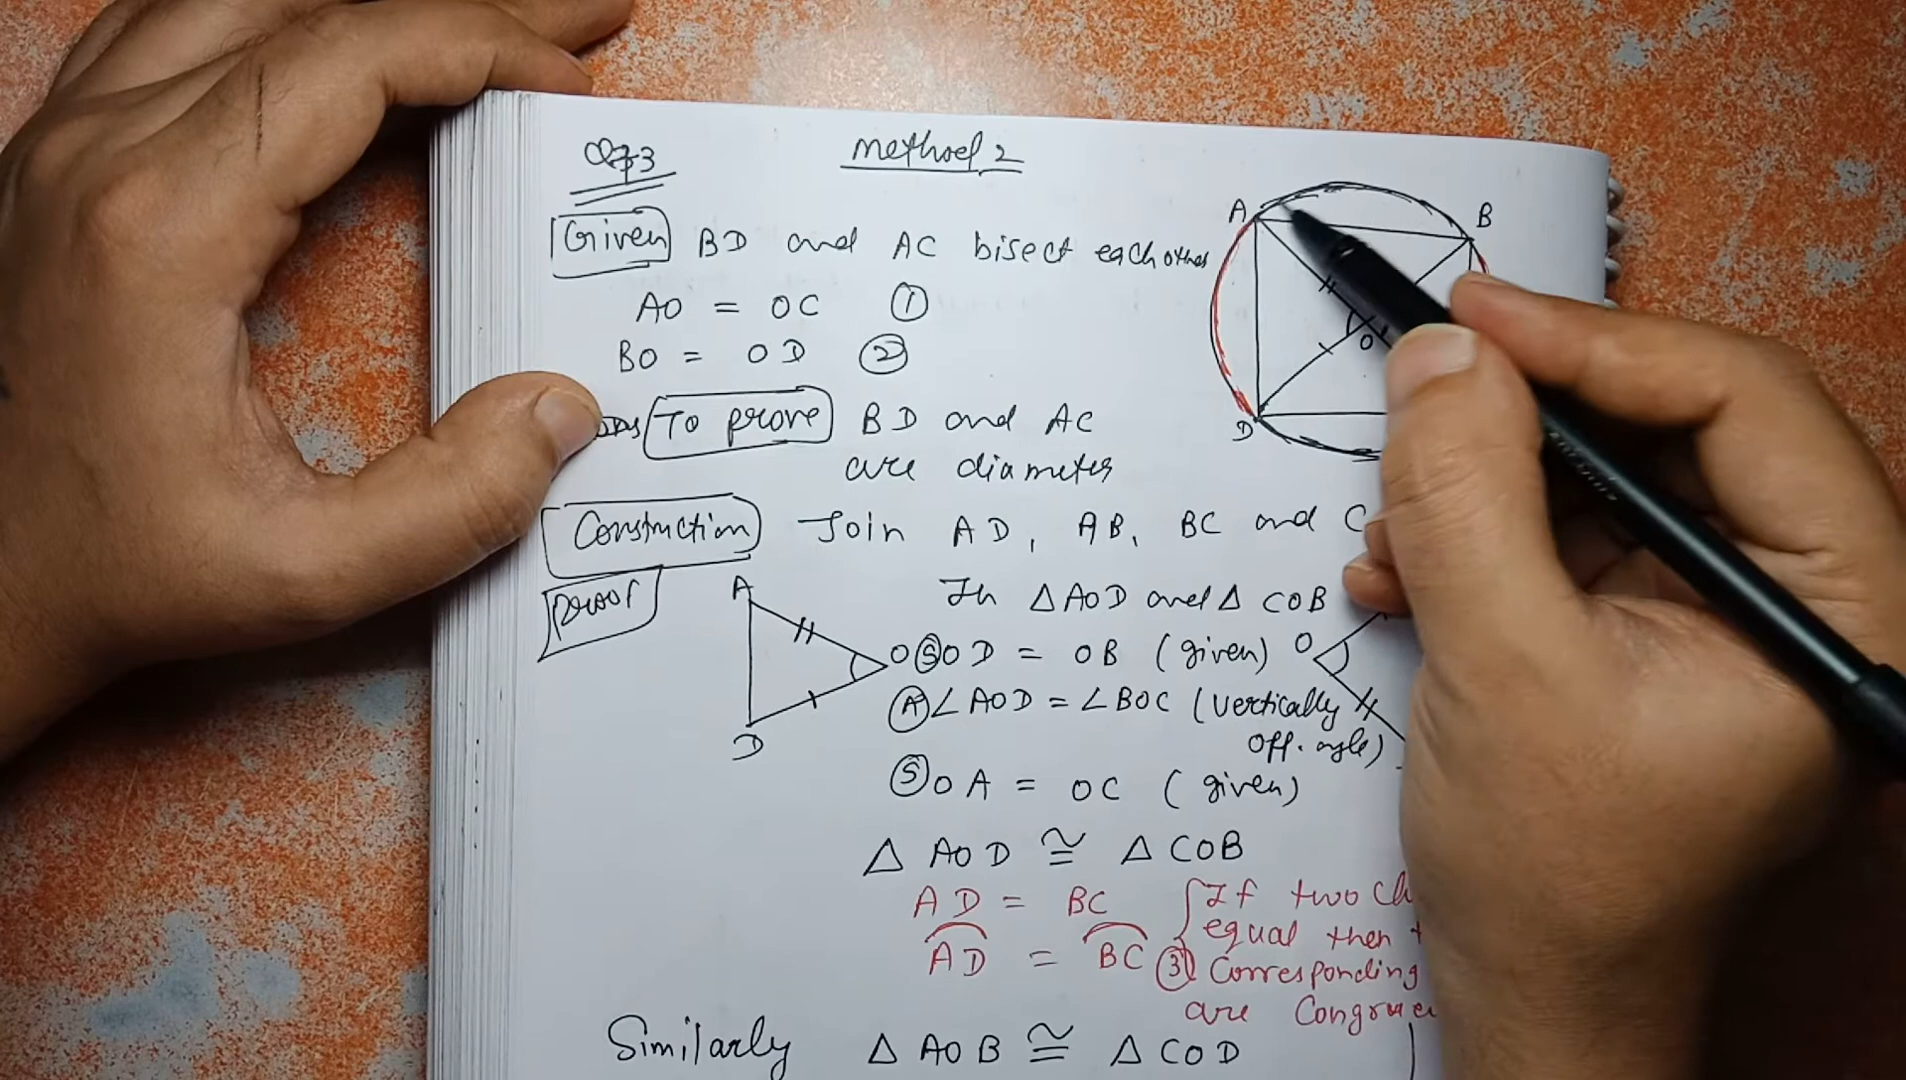 Q 3
Method 2
Given BD and AC bisect each other
AO = OC ①
BO = OD ②
To prove BD and AC
are diameter
Construction Join AD, AB, BC and C
Proof
In △AOD and △ COB
Ⓢ OD = OB (given)
Ⓐ ∠AOD = ∠BOC (vertically
opp. angle)
Ⓢ OA = OC (given)
△ AOD ≅ △ COB
AD = BC { If two Ch
equal then t
AD = BC ③ Corresponding
are Congrue
Similarly △ AOB ≅ △ COD
A
B
O
D
A
O
D
O